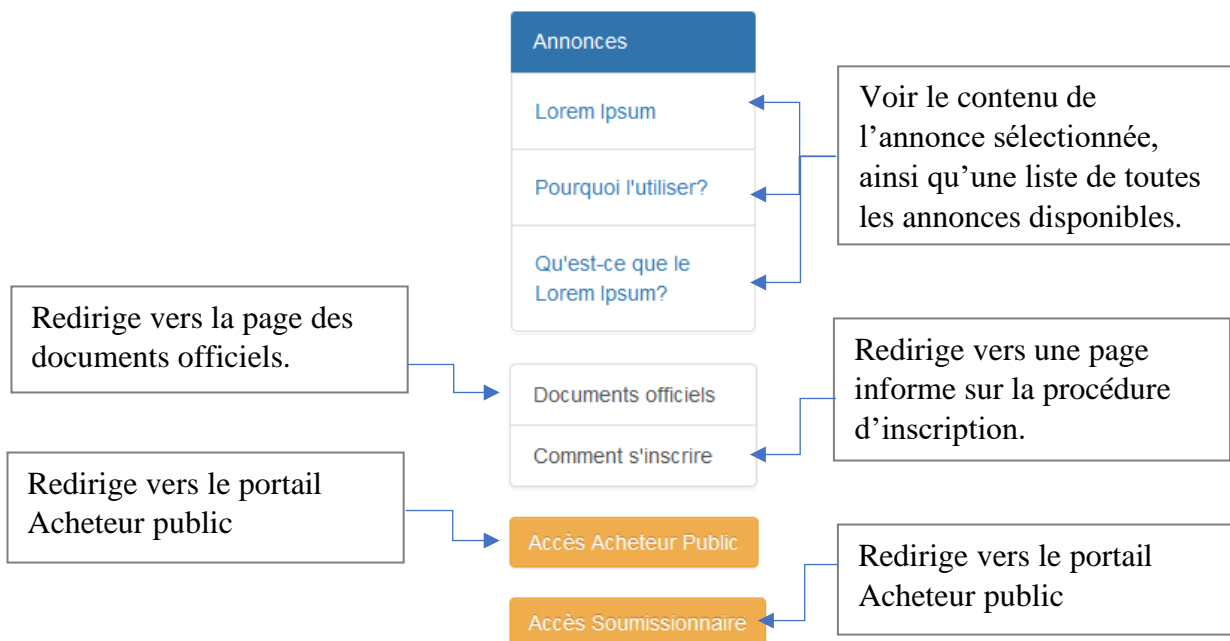 Annonces
Lorem Ipsum
Pourquoi l'utiliser?
Qu'est-ce que le
Lorem Ipsum?
Voir le contenu de
l’annonce sélectionnée,
ainsi qu’une liste de toutes
les annonces disponibles.
Redirige vers la page des
documents officiels.
Documents officiels
Comment s'inscrire
Redirige vers une page
informe sur la procédure
d’inscription.
Redirige vers le portail
Acheteur public
Accès Acheteur Public
Accès Soumissionnaire
Redirige vers le portail
Acheteur public